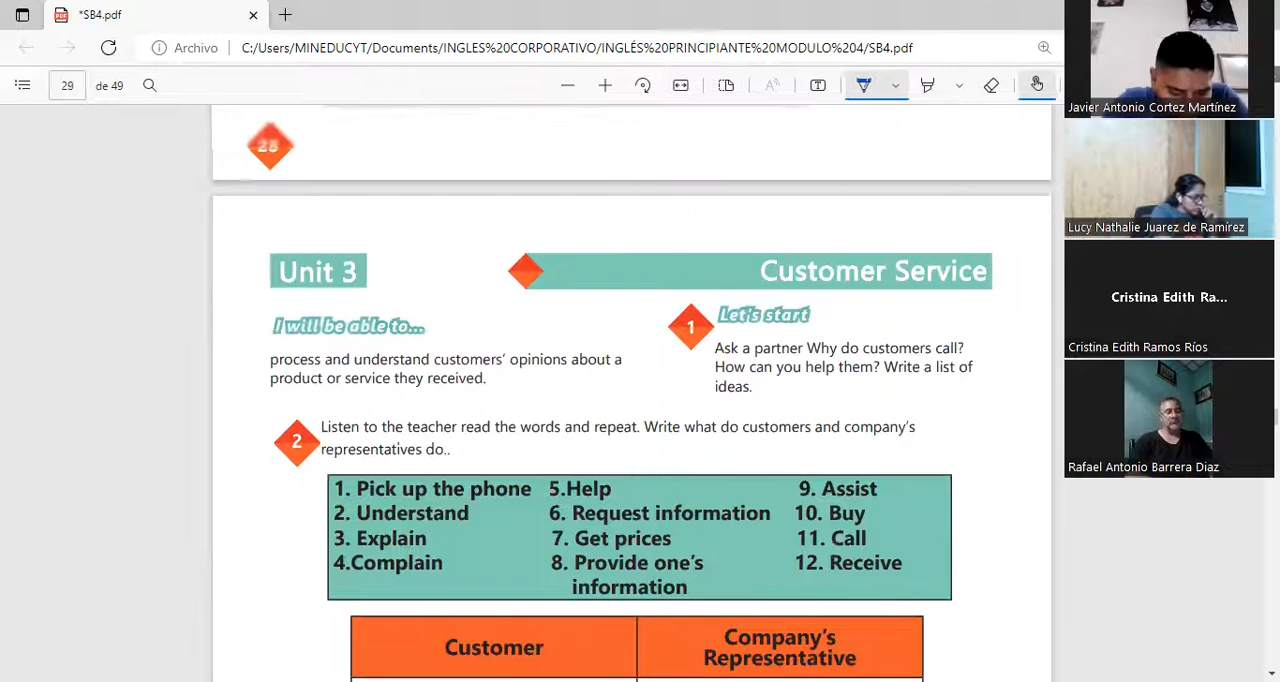 *SB4.pdf
Archivo
C:/Users/MINEDUCYT/Documents/INGLES%20CORPORATIVO/INGLÉS%20PRINCIPIANTE%20MODULO%204/SB4.pdf
29
de 49
28
Unit 3
Customer Service
I will be able to...
process and understand customers' opinions about a
product or service they received.
1
Let's start
Ask a partner Why do customers call?
How can you help them? Write a list of
ideas.
2
Listen to the teacher read the words and repeat. Write what do customers and company's
representatives do..
1. Pick up the phone
2. Understand
3. Explain
4.Complain
5.Help
6. Request information
7. Get prices
8. Provide one's
information
9. Assist
10. Buy
11. Call
12. Receive
Customer
Company's
Representative
Javier Antonio Cortez Martínez
Lucy Nathalie Juarez de Ramírez
Cristina Edith Ra...
Cristina Edith Ramos Ríos
Rafael Antonio Barrera Diaz